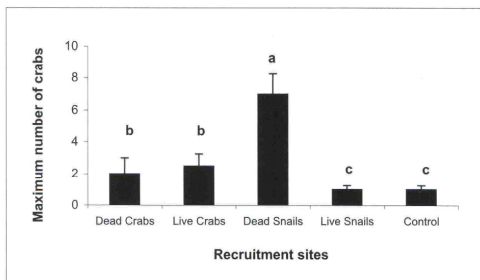 Maximum number of crabs
10
8
6
4
2
0
b
b
a
c
c
Dead Crabs
Live Crabs
Dead Snails
Live Snails
Control
Recruitment sites